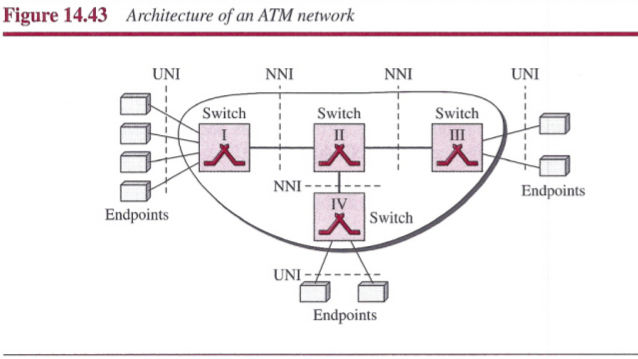 Figure 14.43 Architecture of an ATM network
UNI NNI NNI UNI
Switch Switch Switch
I II III
NNI
Endpoints
IV
Endpoints
Switch
UNI
Endpoints